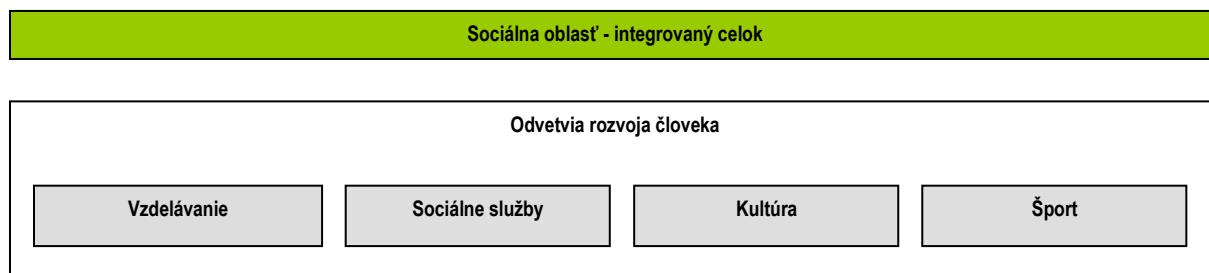 Sociálna oblasť - integrovaný celok
Odvetvia rozvoja človeka
Vzdelávanie
Sociálne služby
Kultúra
Šport